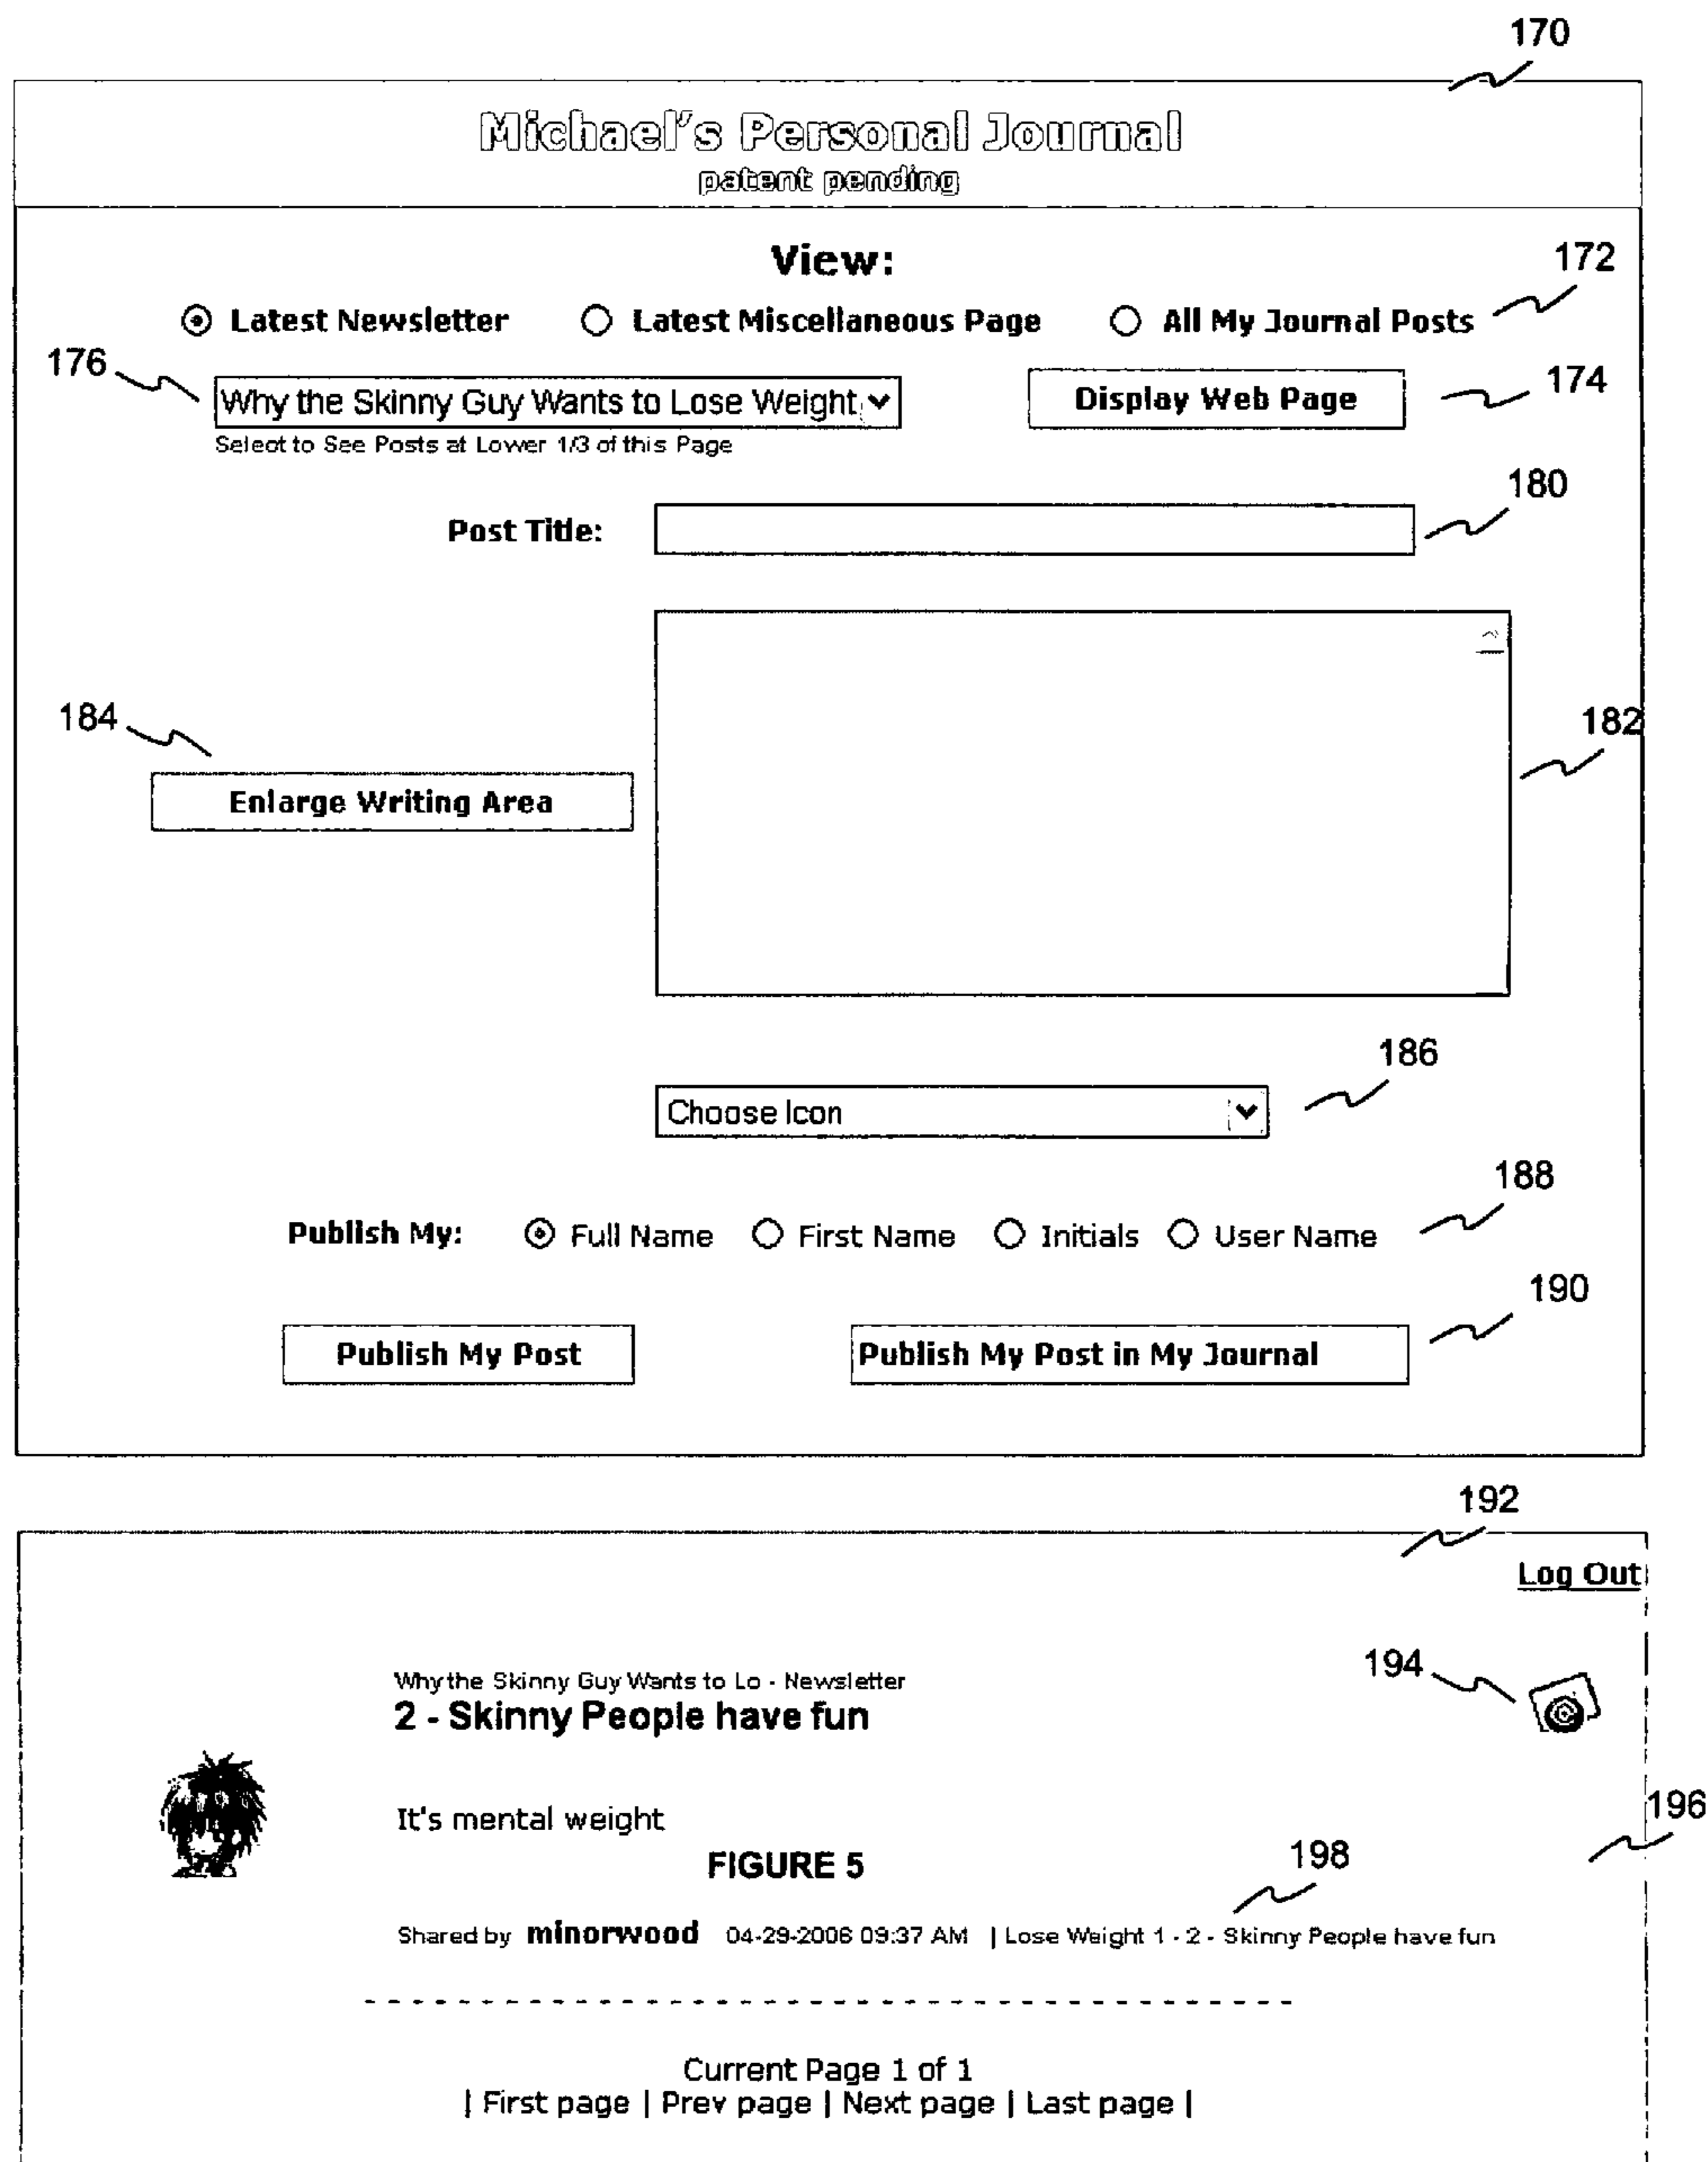 170
Michael's Personal Journal
patent pending
View:
172
Latest Newsletter Latest Miscellaneous Page All My Journal Posts
176
Why the Skinny Guy Wants to Lose Weight
Display Web Page
174
Select to See Posts at Lower 1/3 of this Page
180
Post Title:
184
182
Enlarge Writing Area
186
Choose Icon
188
Publish My: Full Name First Name Initials User Name
190
Publish My Post Publish My Post in My Journal
192
Log Out
194
Why the Skinny Guy Wants to Lo - Newsletter
2 - Skinny People have fun
196
It's mental weight
FIGURE 5
198
Shared by minorwood 04-29-2006 09:37 AM | Lose Weight 1 - 2 - Skinny People have fun
Current Page 1 of 1
| First page | Prev page | Next page | Last page |